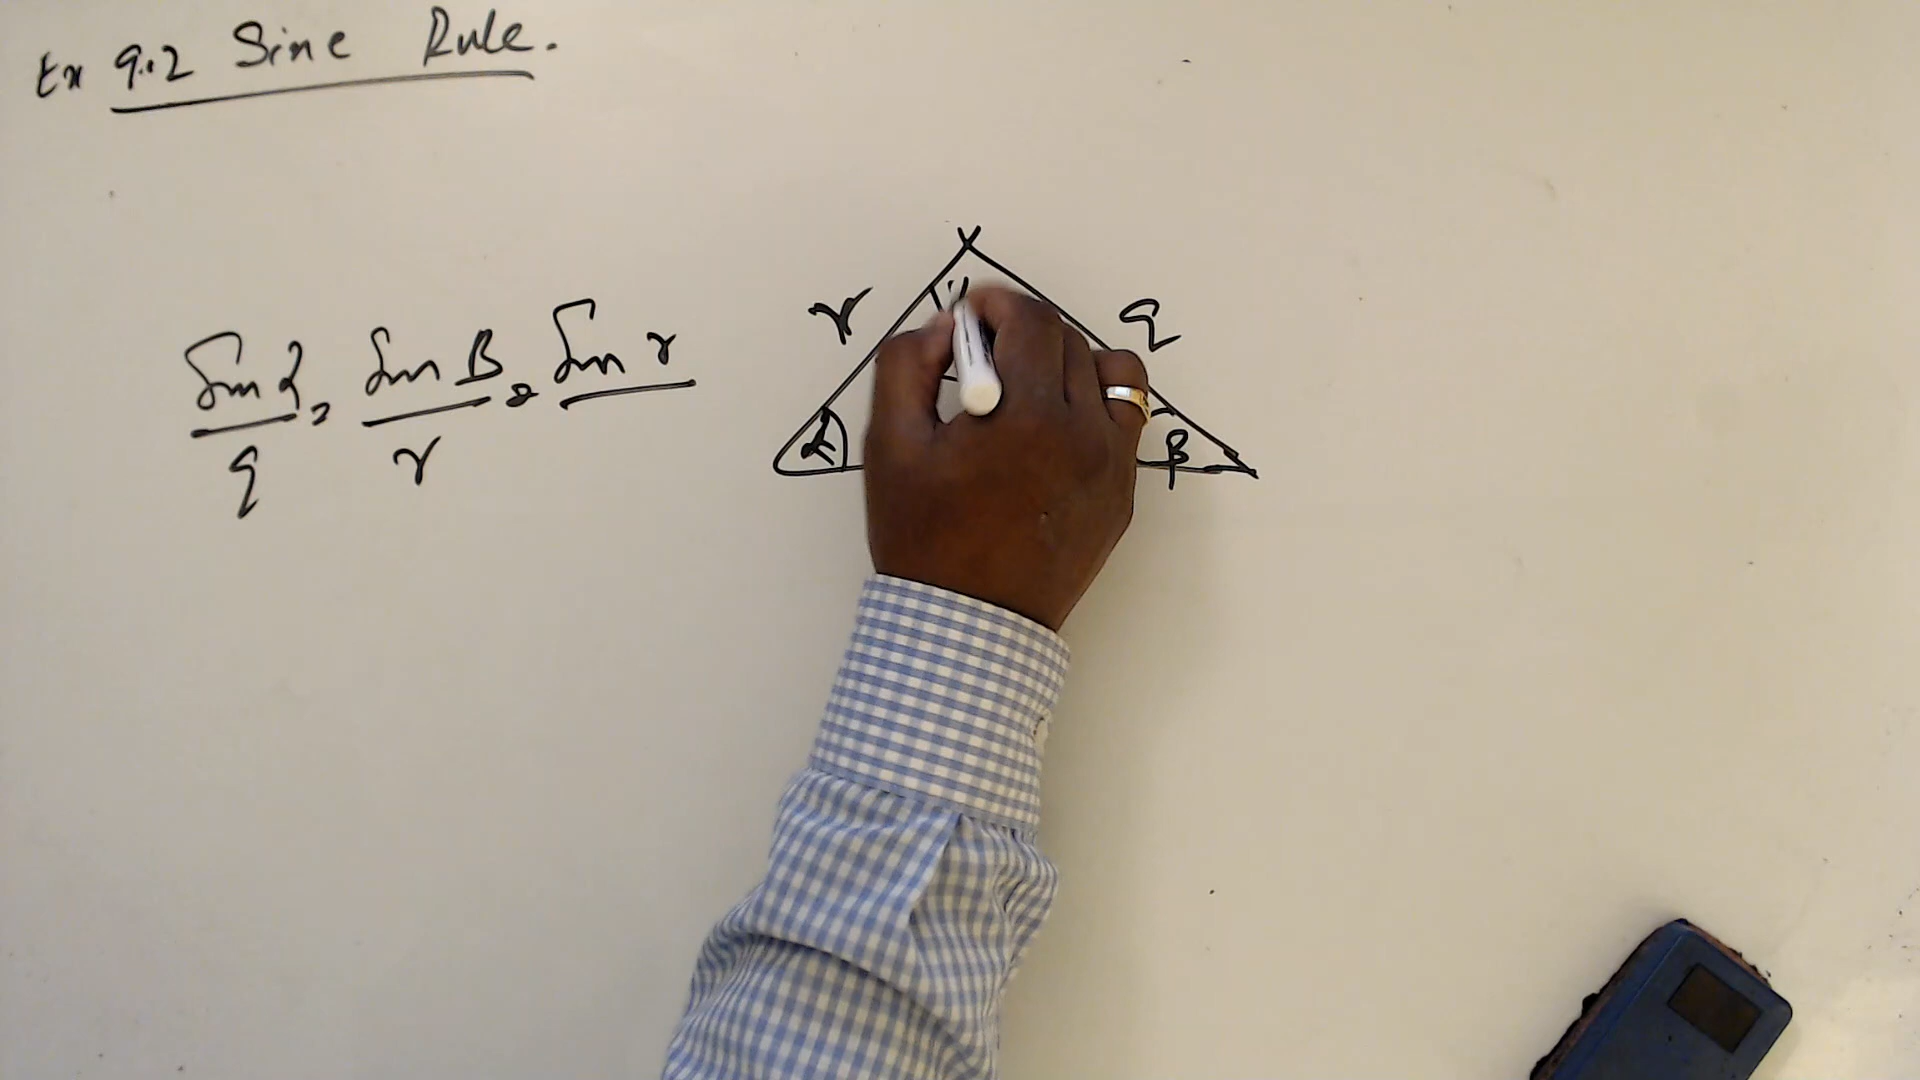 Ex 9.2 Sine Rule.
r
q
Sin α = Sin β = Sin γ
q r
α
β